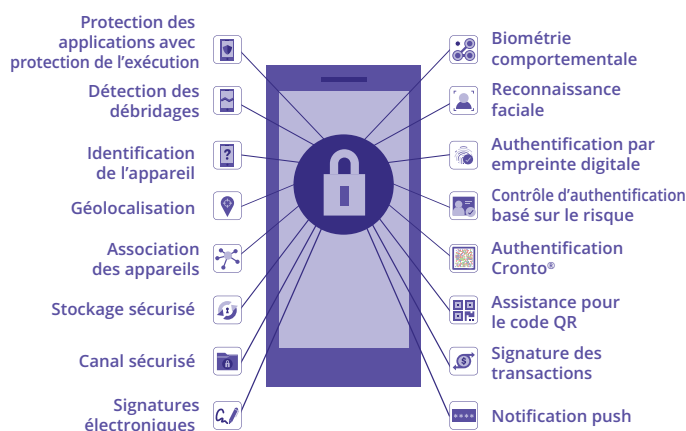 Protection des
applications avec
protection de l'exécution
Détection des
débridages
Identification
de l'appareil
Géolocalisation
Association
des appareils
Stockage sécurisé
Canal sécurisé
Signatures
électroniques
Biométrie
comportementale
Reconnaissance
faciale
Authentification par
empreinte digitale
Contrôle d'authentification
basé sur le risque
Authentification
Cronto®
Assistance pour
le code QR
Signature des
transactions
Notification push